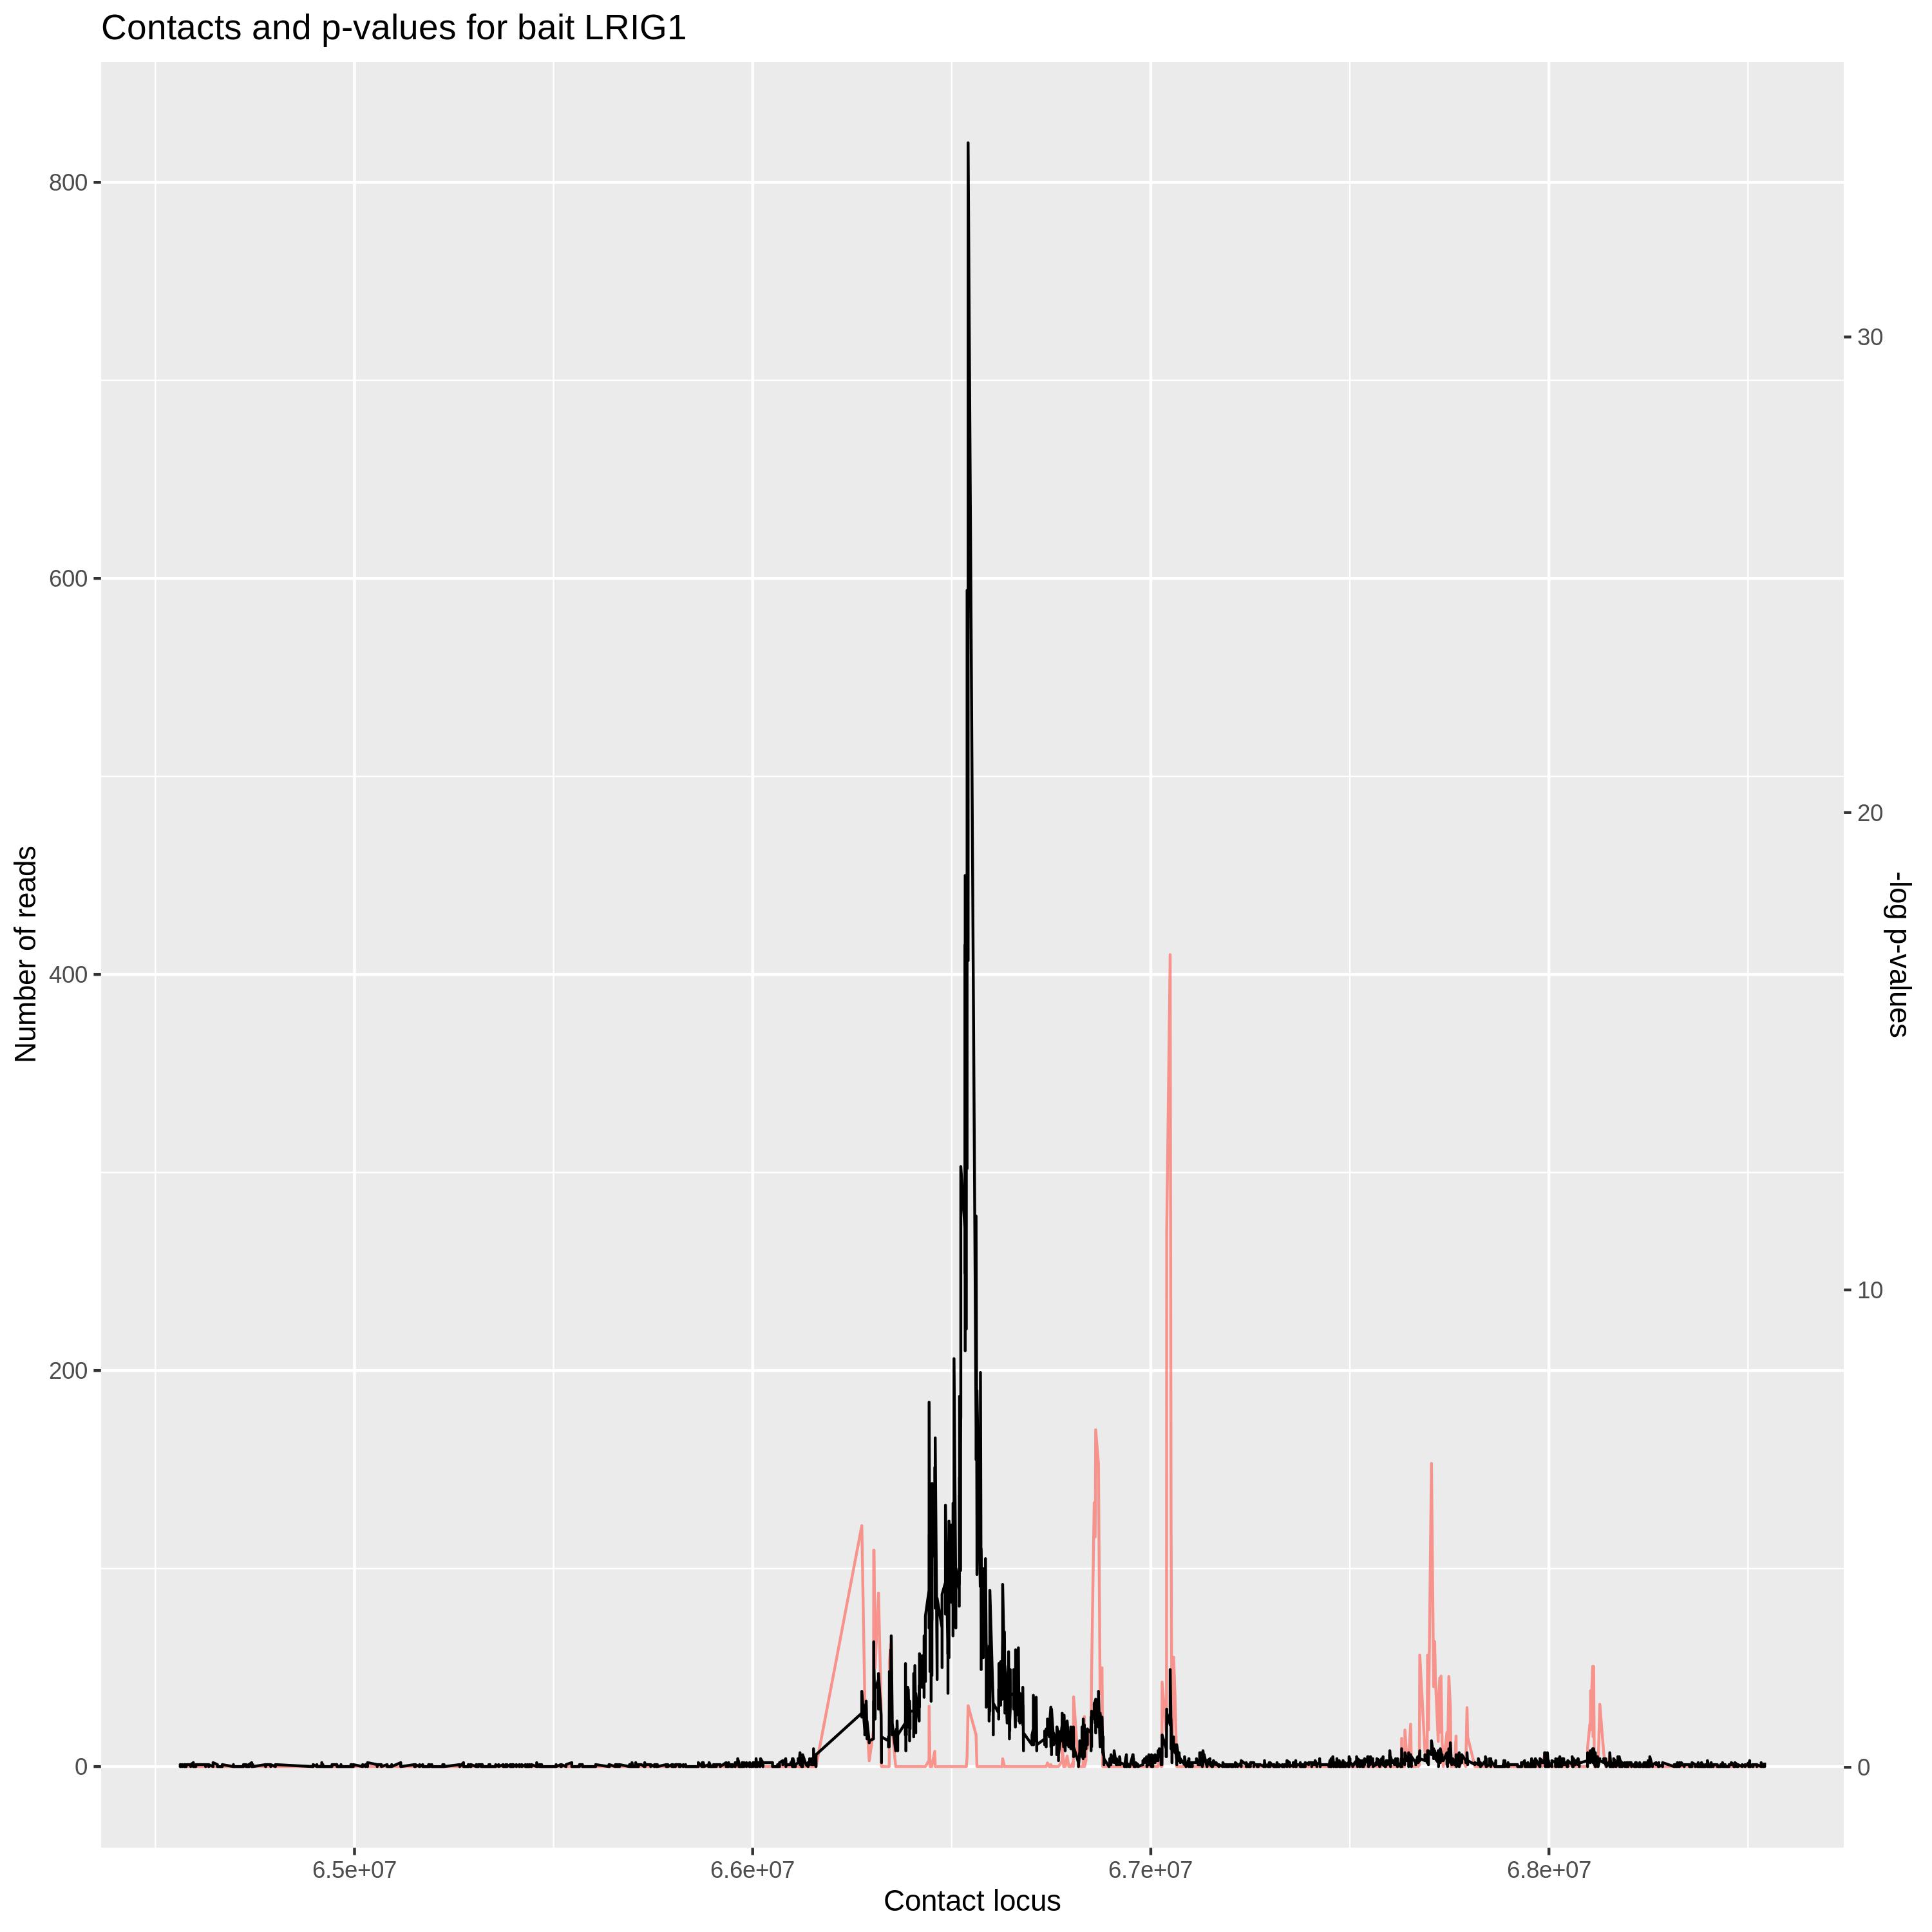 Contacts and p-values for bait LRIG1
800
600
400
200
0
Number of reads
30
20
10
0
-log p-values
6.5e+07 6.6e+07 6.7e+07 6.8e+07
Contact locus